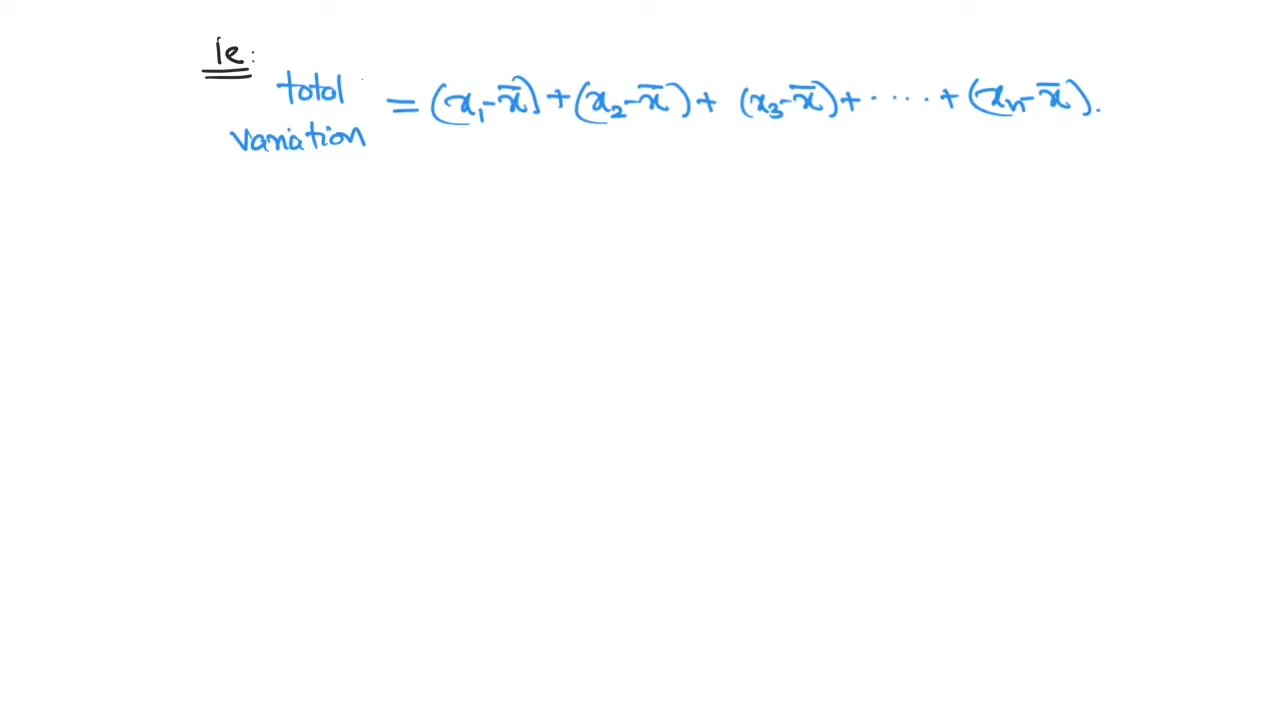 ie:
total
variation = (x₁-x̄)+(x₂-x̄)+ (x₃-x̄)+ ···· + (xₙ-x̄).